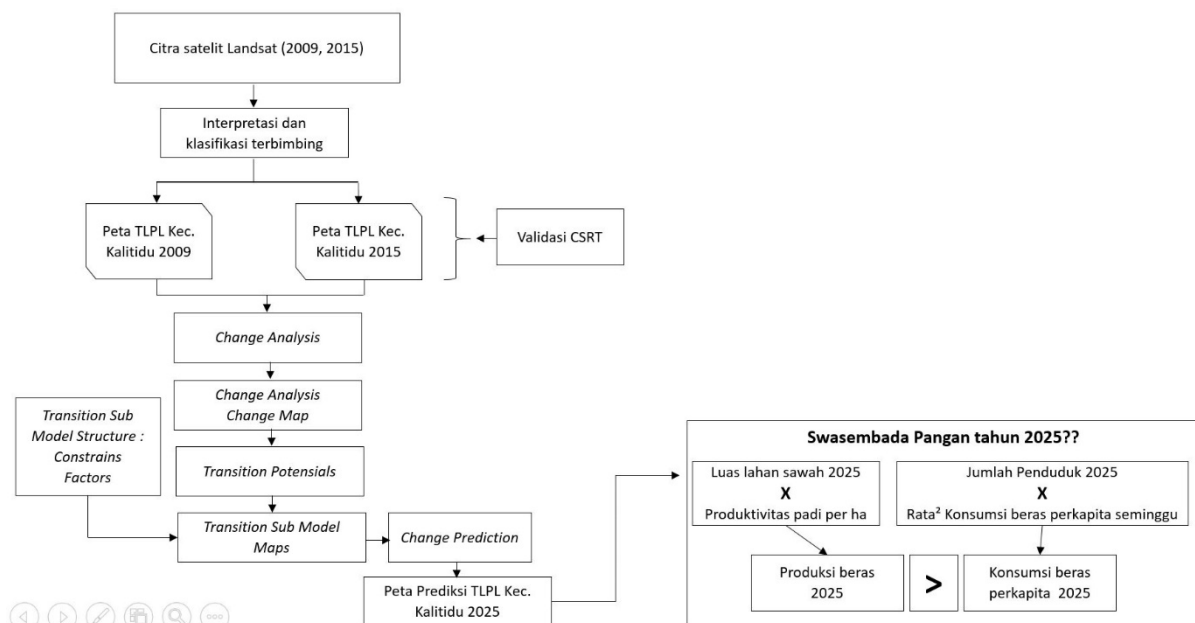 Citra satelit Landsat (2009, 2015)
Interpretasi dan
klasifikasi terbimbing
Peta TLPL Kec.
Kalitidu 2009
Peta TLPL Kec.
Kalitidu 2015
Validasi CSRT
Change Analysis
Change Analysis
Change Map
Transition Sub
Model Structure :
Constrains
Factors
Transition Potensials
Transition Sub Model
Maps
Change Prediction
Peta Prediksi TLPL Kec.
Kalitidu 2025
Swasembada Pangan tahun 2025??
Luas lahan sawah 2025
X
Produktivitas padi per ha
Jumlah Penduduk 2025
X
Rata² Konsumsi beras perkapita seminggu
Produksi beras
2025
>
Konsumsi beras
perkapita 2025